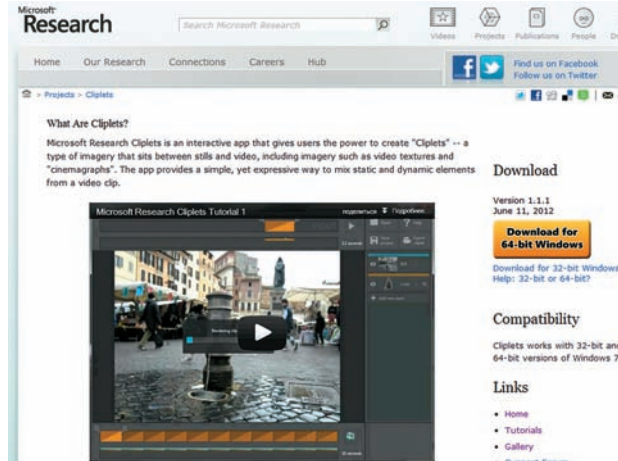 Microsoft
Research
Search Microsoft Research
Videos
Projects
Publications
People
Home
Our Research
Connections
Careers
Hub
Find us on Facebook
Follow us on Twitter
> Projects > Cliplets
What Are Cliplets?
Microsoft Research Cliplets is an interactive app that gives users the power to create "Cliplets" -- a
type of imagery that sits between stills and video, including imagery such as video textures and
"cinemagraphs". The app provides a simple, yet expressive way to mix static and dynamic elements
from a video clip.
Microsoft Research Cliplets Tutorial 1
поделиться
Подробнее
Download
Version 1.1.1
June 11, 2012
Download for
64-bit Windows
Download for 32-bit Windows
Help: 32-bit or 64-bit?
Compatibility
Cliplets works with 32-bit and
64-bit versions of Windows 7
Links
• Home
• Tutorials
• Gallery